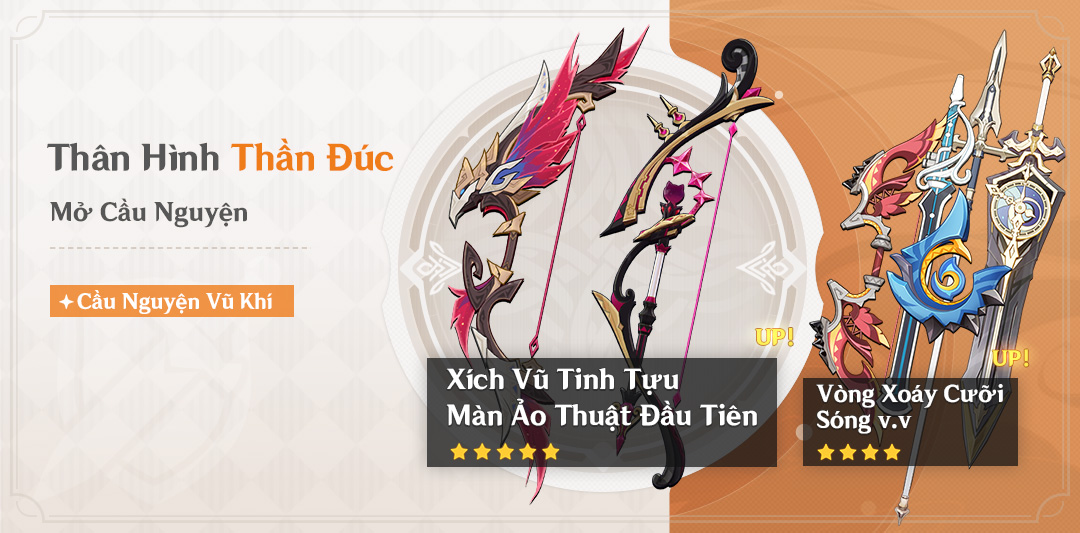 Thân Hình Thần Đúc
Mở Cầu Nguyện
Cầu Nguyện Vũ Khí
UP!
Xích Vũ Tinh Tựu
Màn Ảo Thuật Đầu Tiên
UP!
Vòng Xoáy Cưỡi
Sóng v.v